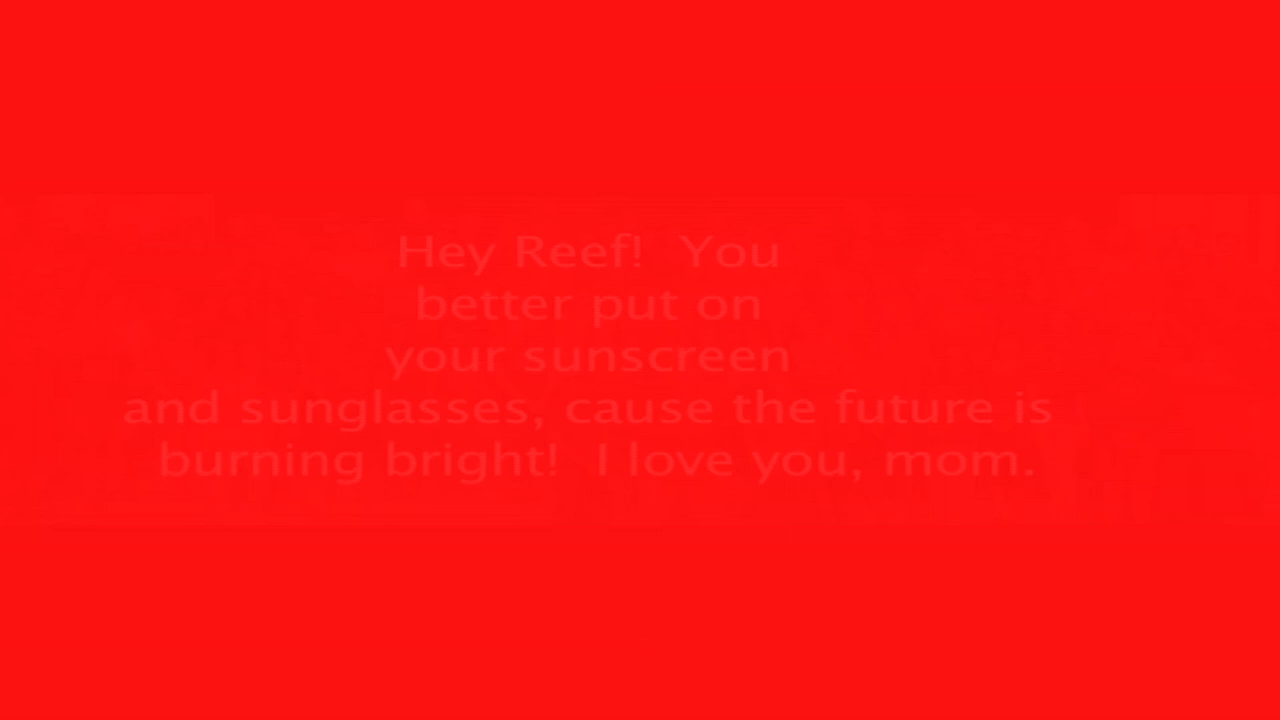 Hey Reef!  You
better put on
your sunscreen
and sunglasses, cause the future is
burning bright!  I love you, mom.